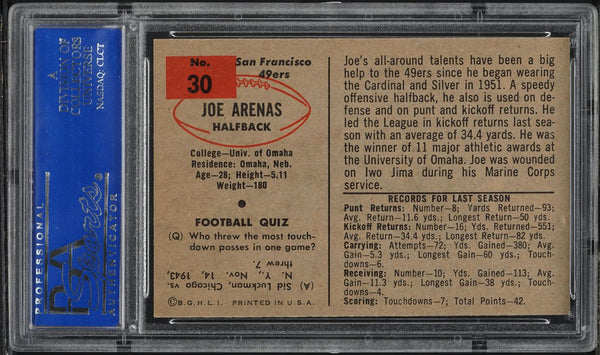 A
DIVISION OF
COLLECTORS
UNIVERSE
NASDAQ: CLCT
PROFESSIONAL
PSA
Sports
AUTHENTICATOR
No.
30
San Francisco
49ers
JOE ARENAS
HALFBACK
College—Univ. of Omaha
Residence: Omaha, Neb.
Age—28; Height—5.11
Weight—180
FOOTBALL QUIZ
(Q) Who threw the most touch-
down passes in one game?
(A) Sid Luckman, Chicago vs.
N. Y., Nov. 14, 1943,
threw 7.
©B.G.H.L.I. PRINTED IN U.S.A.
Joe's all-around talents have been a big
help to the 49ers since he began wearing
the Cardinal and Silver in 1951. A speedy
offensive halfback, he also is used on de-
fense and on punt and kickoff returns. He
led the League in kickoff returns last sea-
son with an average of 34.4 yards. He was
the winner of 11 major athletic awards at
the University of Omaha. Joe was wounded
on Iwo Jima during his Marine Corps
service.
RECORDS FOR LAST SEASON
Punt Returns: Number—8; Yards Returned—93;
Avg. Return—11.6 yds.; Longest Return—50 yds.
Kickoff Returns: Number—16; Yds. Returned—551;
Avg. Return—34.4 yds.; Longest Return—82 yds.
Carrying: Attempts—72; Yds. Gained—380; Avg.
Gain—5.3 yds.; Longest Gain—60 yds.; Touch-
downs—6.
Receiving: Number—10; Yds. Gained—113; Avg.
Gain—11.3 yds.; Longest Gain—38 yds.; Touch-
downs—4.
Scoring: Touchdowns—7; Total Points—42.